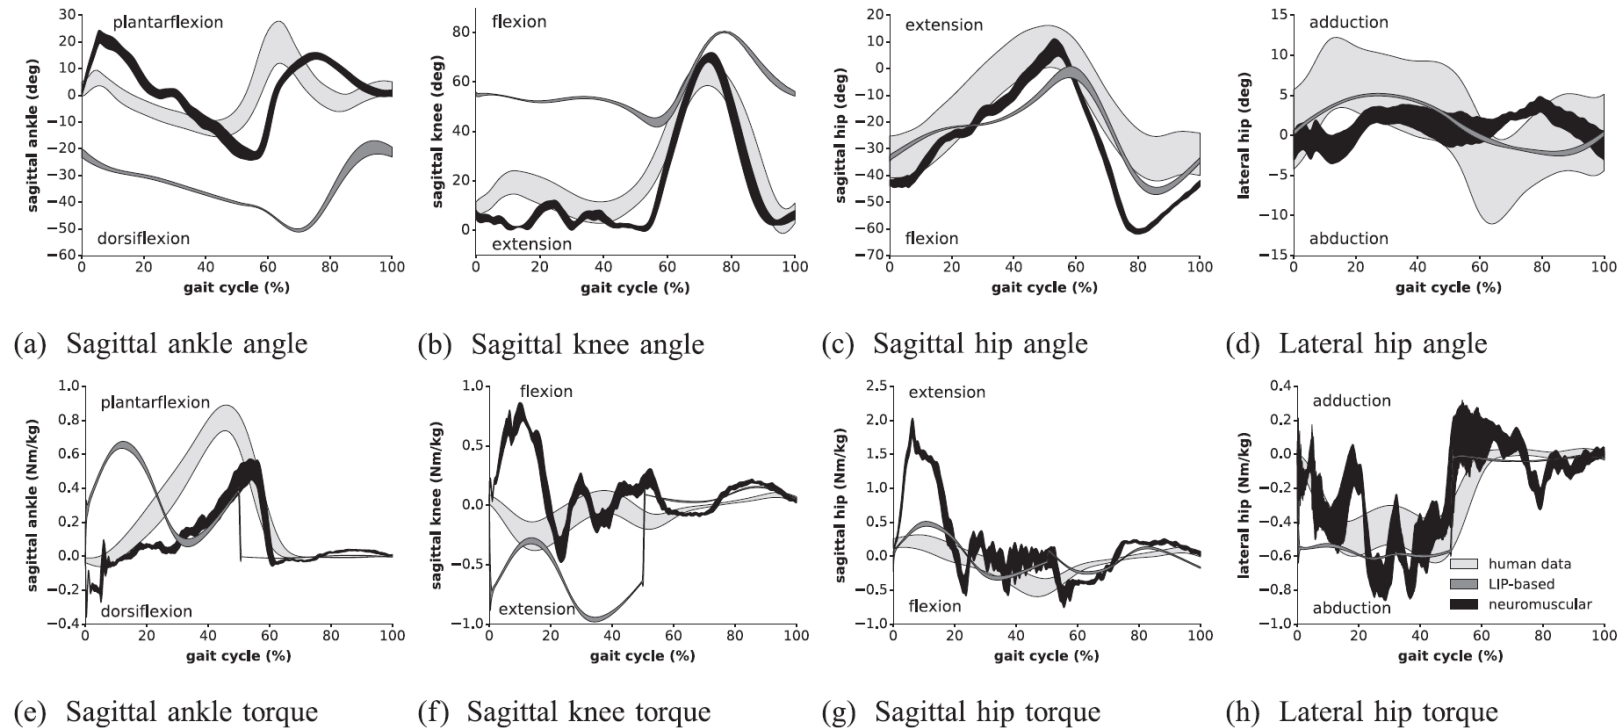 plantarflexion
dorsiflexion
sagittal ankle (deg)
30
20
10
0
−10
−20
−30
−40
−50
−60
0 20 40 60 80 100
gait cycle (%)
flexion
extension
sagittal knee (deg)
80
60
40
20
0
0 20 40 60 80 100
gait cycle (%)
extension
flexion
sagittal hip (deg)
30
20
10
0
−10
−20
−30
−40
−50
−60
−70
0 20 40 60 80 100
gait cycle (%)
adduction
abduction
lateral hip (deg)
15
10
5
0
−5
−10
−15
0 20 40 60 80 100
gait cycle (%)
(a) Sagittal ankle angle
(b) Sagittal knee angle
(c) Sagittal hip angle
(d) Lateral hip angle
plantarflexion
dorsiflexion
sagittal ankle (Nm/kg)
1.0
0.8
0.6
0.4
0.2
0.0
−0.2
−0.4
0 20 40 60 80 100
gait cycle (%)
flexion
extension
sagittal knee (Nm/kg)
1.0
0.5
0.0
−0.5
−1.0
0 20 40 60 80 100
gait cycle (%)
extension
flexion
sagittal hip (Nm/kg)
2.5
2.0
1.5
1.0
0.5
0.0
−0.5
−1.0
0 20 40 60 80 100
gait cycle (%)
adduction
abduction
lateral hip (Nm/kg)
0.4
0.2
0.0
−0.2
−0.4
−0.6
−0.8
−1.0
0 20 40 60 80 100
gait cycle (%)
human data
LIP-based
neuromuscular
(e) Sagittal ankle torque
(f) Sagittal knee torque
(g) Sagittal hip torque
(h) Lateral hip torque